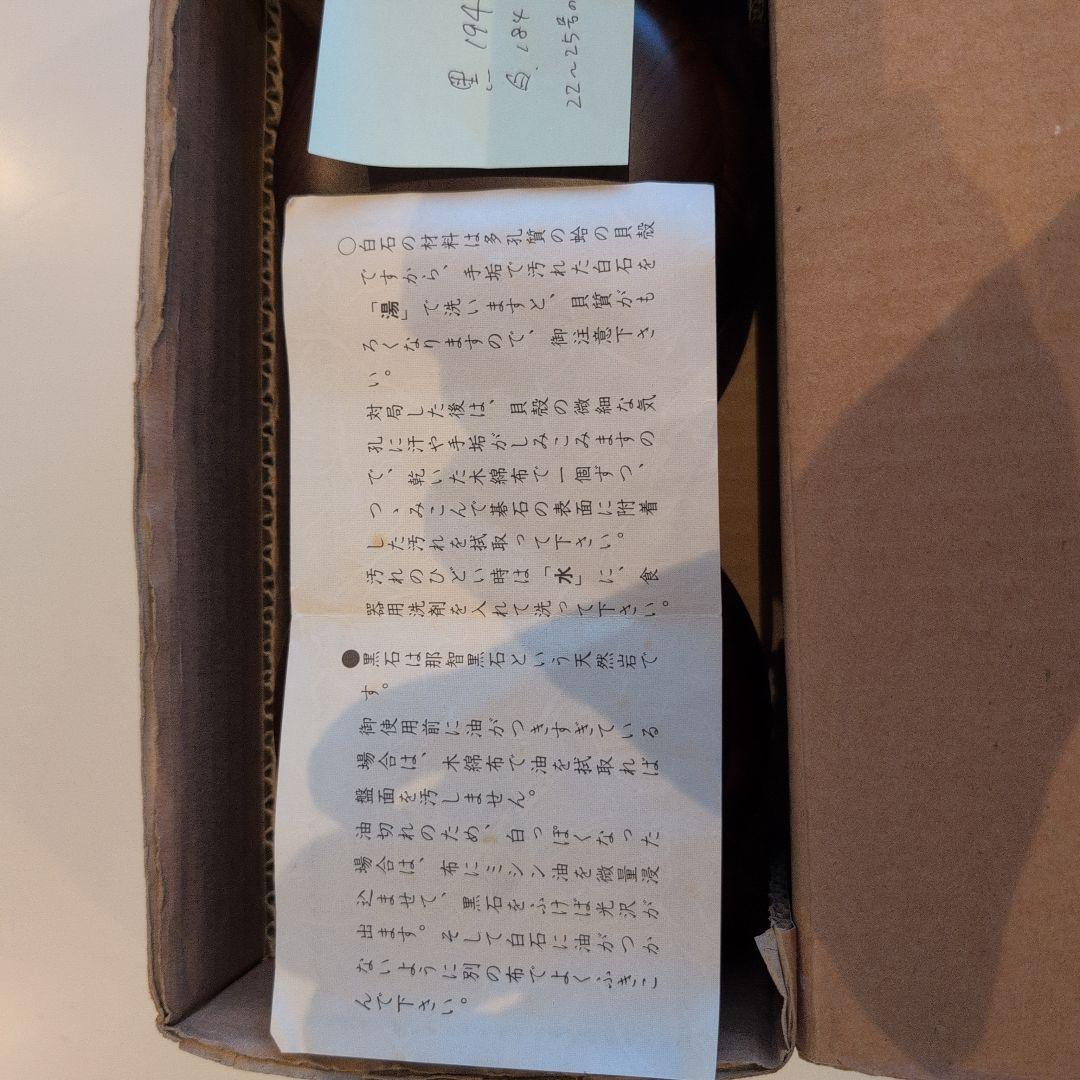 黒 194
白 184
22~25号の
○白石の材料は多孔質の蛤の貝殻
ですから、手垢で汚れた白石を
「湯」で洗いますと、貝質がも
ろくなりますので、御注意下さ
い。
対局した後は、貝殻の微細な気
孔に汗や手垢がしみこみますの
で、乾いた木綿布で一個ずつ、
つゝみこんで碁石の表面に附着
した汚れを拭取って下さい。
汚れのひどい時は「水」に、食
器用洗剤を入れて洗って下さい。
●黒石は那智黒石という天然岩で
す。
御使用前に油がつきすぎている
場合は、木綿布で油を拭取れば
盤面を汚しません。
油切れのため、白っぽくなった
場合は、布にミシン油を微量浸
込ませて、黒石をふけば光沢が
出ます。そして白石に油がつか
ないように別の布でよくふきこ
んで下さい。